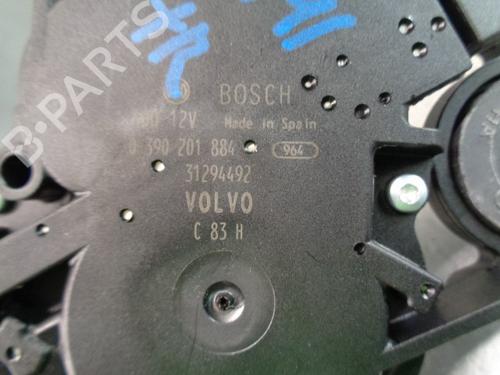 BOSCH
12V Made in Spain
0 390 201 884 964
31294492
VOLVO
C 83 H
B-PARTS